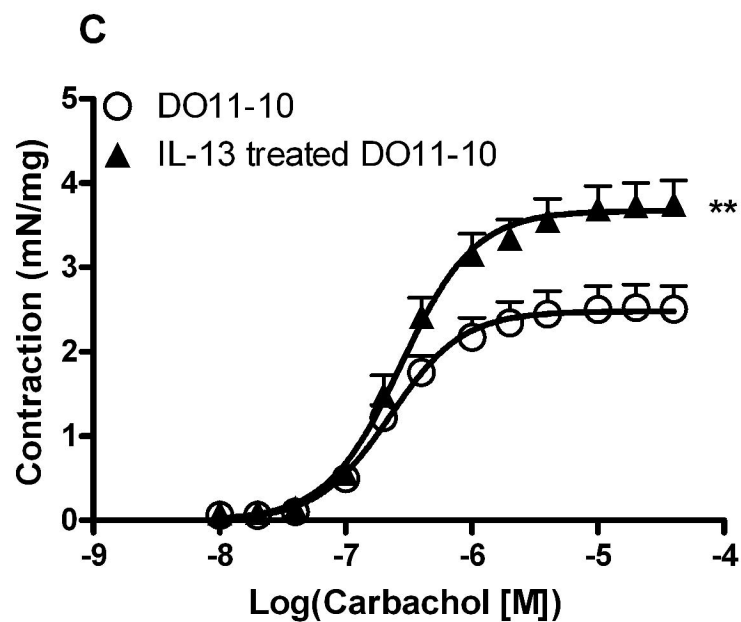 C
5
DO11-10
IL-13 treated DO11-10
4
**
3
2
1
0
Contraction (mN/mg)
-9 -8 -7 -6 -5 -4
Log(Carbachol [M])